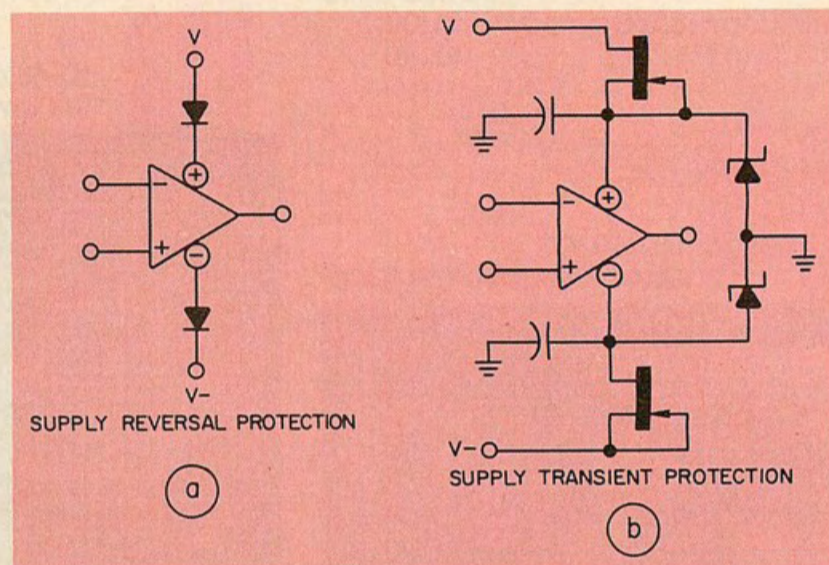 V
V
-
+
+
-
V-
SUPPLY REVERSAL PROTECTION
a
-
+
+
-
V-
SUPPLY TRANSIENT PROTECTION
b